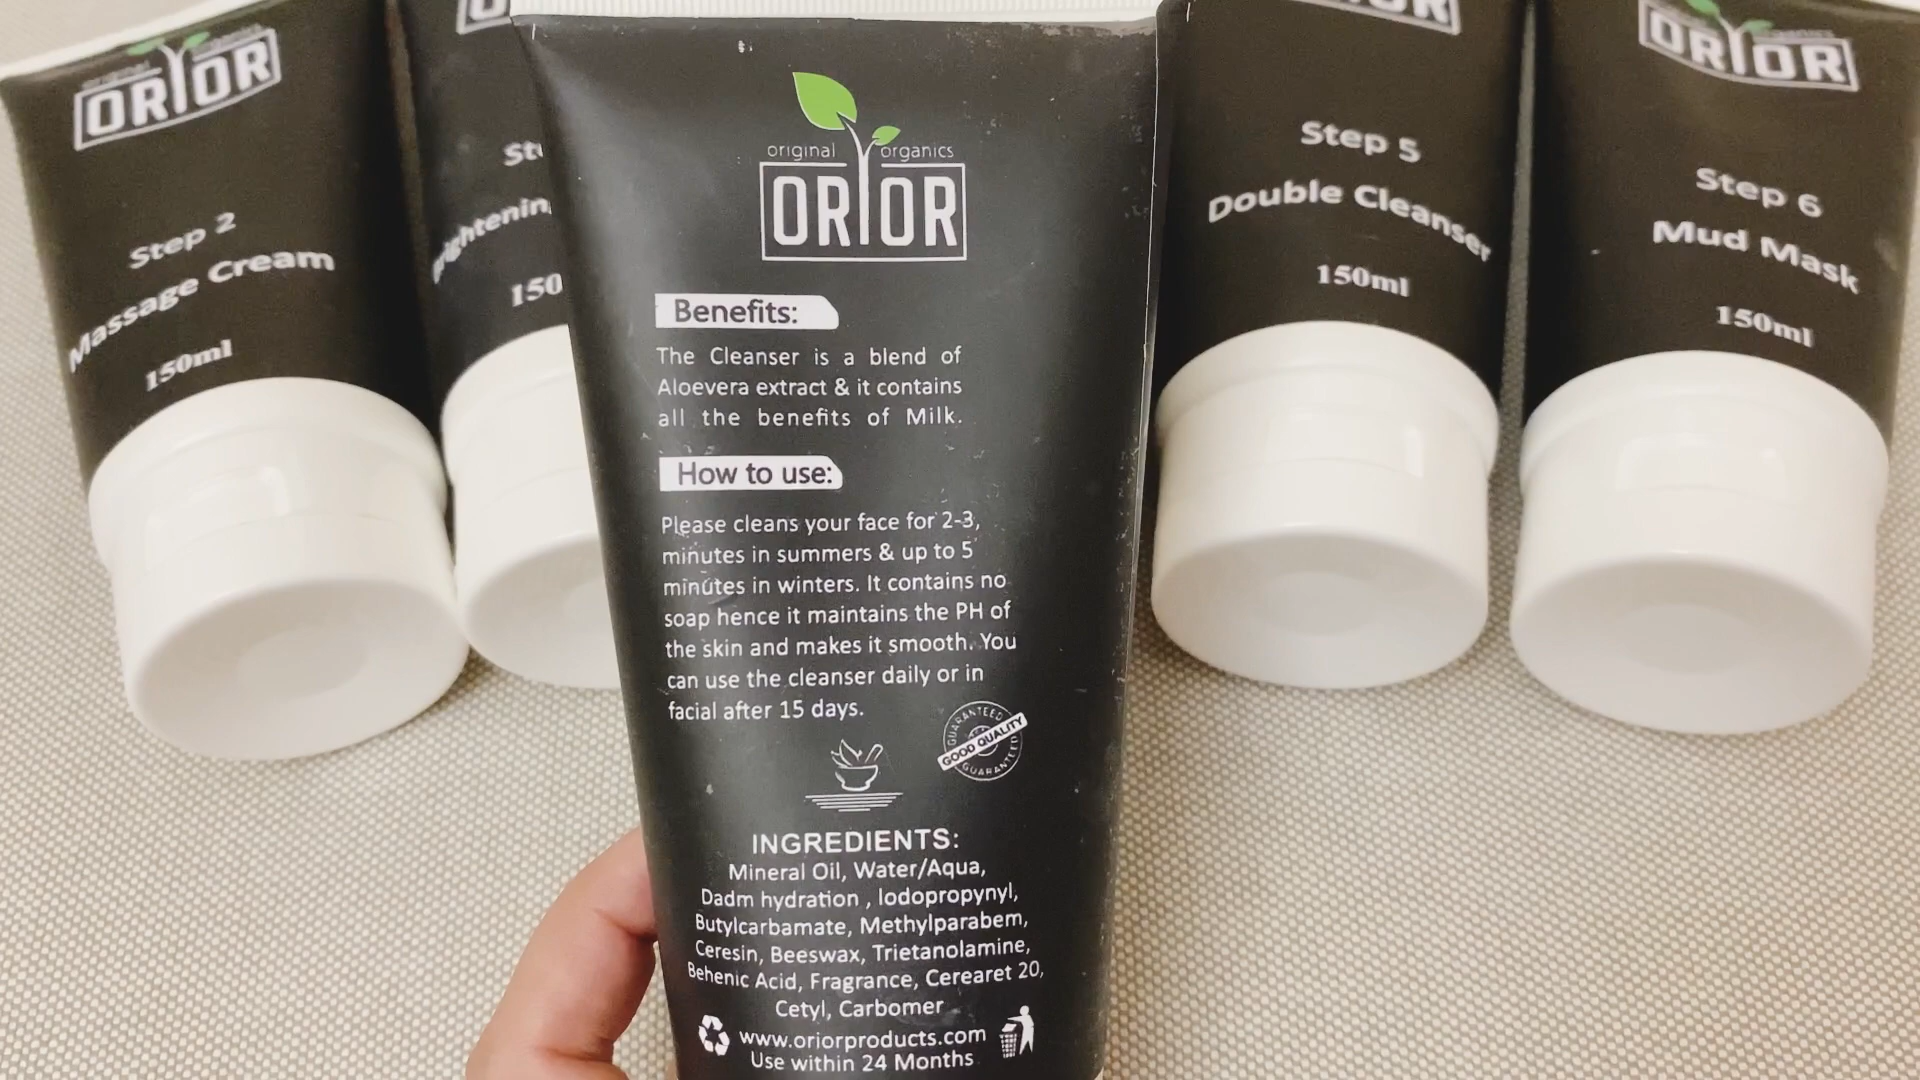 original organics
ORIOR
Step 2
Massage Cream
150ml
150
original organics
ORIOR
Benefits:
The Cleanser is a blend of
Aloevera extract & it contains
all the benefits of Milk.
How to use:
Please cleans your face for 2-3,
minutes in summers & up to 5
minutes in winters. It contains no
soap hence it maintains the PH of
the skin and makes it smooth. You
can use the cleanser daily or in
facial after 15 days.
GUARANTEED
GOOD QUALITY
GUARANTEED
INGREDIENTS:
Mineral Oil, Water/Aqua,
Dadm hydration , Iodopropynyl,
Butylcarbamate, Methylparabem,
Ceresin, Beeswax, Trietanolamine,
Behenic Acid, Fragrance, Cerearet 20,
Cetyl, Carbomer
www.oriorproducts.com
Use within 24 Months
Step 5
Double Cleanser
150ml
ORIOR
Step 6
Mud Mask
150ml